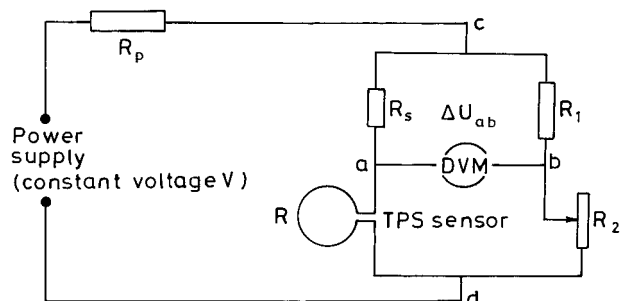 c
R_p
R_s
ΔU_ab
R_1
Power
supply
(constant voltage V)
a
DVM
b
R
TPS sensor
R_2
d